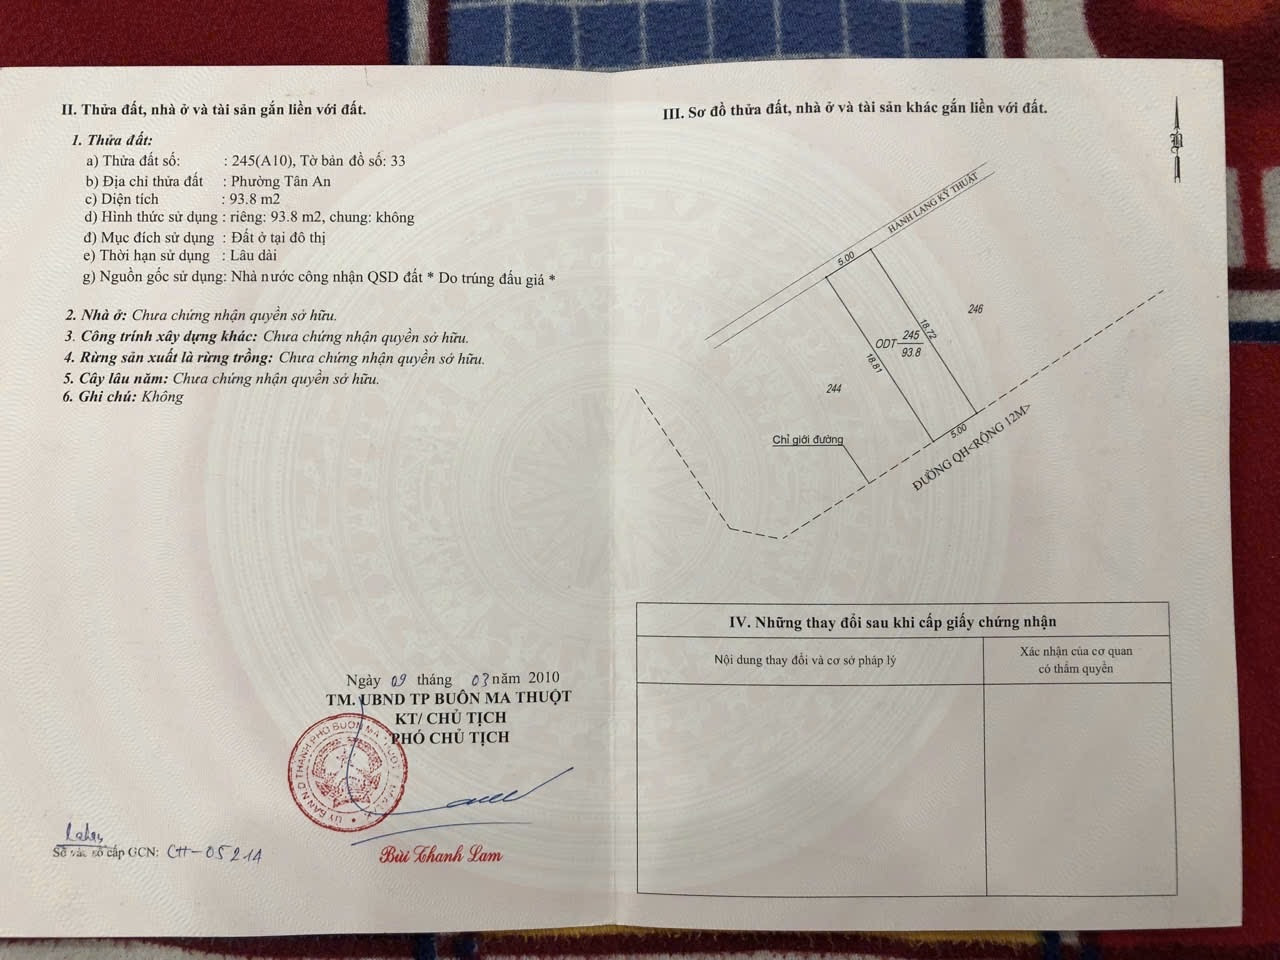 II. Thửa đất, nhà ở và tài sản gắn liền với đất.
1. Thửa đất:
a) Thửa đất số: : 245(A10), Tờ bản đồ số: 33
b) Địa chỉ thửa đất : Phường Tân An
c) Diện tích : 93.8 m2
d) Hình thức sử dụng : riêng: 93.8 m2, chung: không
đ) Mục đích sử dụng : Đất ở tại đô thị
e) Thời hạn sử dụng : Lâu dài
g) Nguồn gốc sử dụng: Nhà nước công nhận QSD đất * Do trúng đấu giá *
2. Nhà ở: Chưa chứng nhận quyền sở hữu.
3. Công trình xây dựng khác: Chưa chứng nhận quyền sở hữu.
4. Rừng sản xuất là rừng trồng: Chưa chứng nhận quyền sở hữu.
5. Cây lâu năm: Chưa chứng nhận quyền sở hữu.
6. Ghi chú: Không
Ngày 09 tháng 03 năm 2010
TM. UBND TP BUÔN MA THUỘT
KT/ CHỦ TỊCH
PHÓ CHỦ TỊCH
Bùi Thanh Lam
Số vào sổ cấp GCN: CH-05214
III. Sơ đồ thửa đất, nhà ở và tài sản khác gắn liền với đất.
HÀNH LANG KỸ THUẬT
5.00
246
18.72
ODT 245
93.8
18.81
244
Chỉ giới đường
5.00
ĐƯỜNG QH<RỘNG 12M>
IV. Những thay đổi sau khi cấp giấy chứng nhận
Nội dung thay đổi và cơ sở pháp lý
Xác nhận của cơ quan
có thẩm quyền